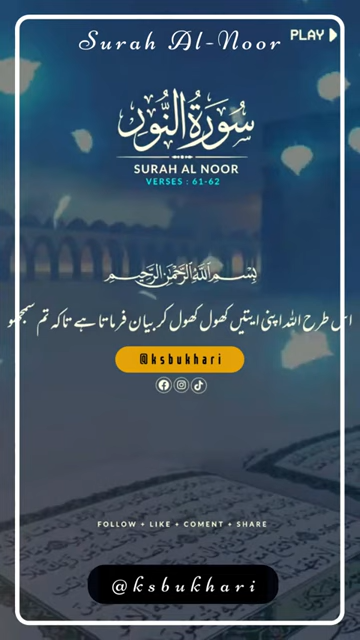 Surah Al-Noor
PLAY
سُورَةُ النُّور
SURAH AL NOOR
VERSES : 61-62
بِسْمِ اللَّهِ الرَّحْمَٰنِ الرَّحِيمِ
اس طرح اللہ اپنی ایتیں کھول کھول کر بیان فرماتا ہے تاکہ تم سمجھو
@ksbukhari
FOLLOW + LIKE + COMENT + SHARE
@ksbukhari